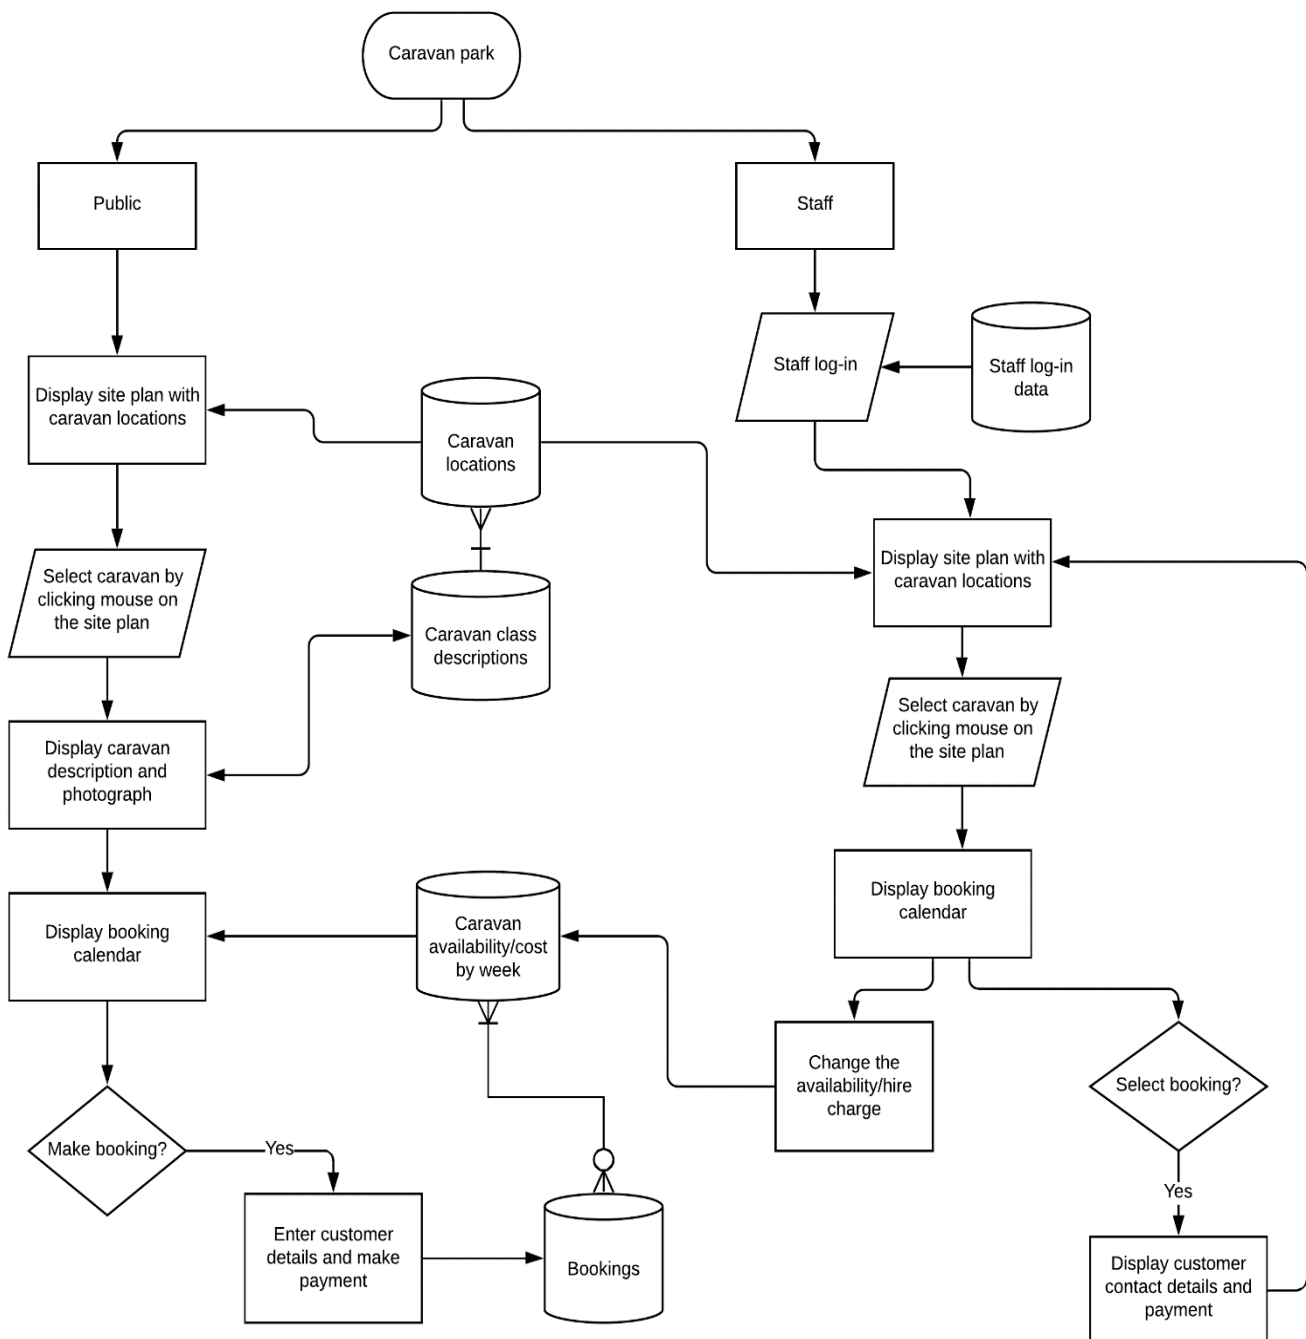 Caravan park
Public
Staff
Staff log-in
Staff log-in
data
Display site plan with
caravan locations
Caravan
locations
Display site plan with
caravan locations
Select caravan by
clicking mouse on
the site plan
Caravan class
descriptions
Select caravan by
clicking mouse on
the site plan
Display caravan
description and
photograph
Display booking
calendar
Caravan
availability/cost
by week
Display booking
calendar
Change the
availability/hire
charge
Select booking?
Make booking?
Yes
Yes
Enter customer
details and make
payment
Bookings
Display customer
contact details and
payment